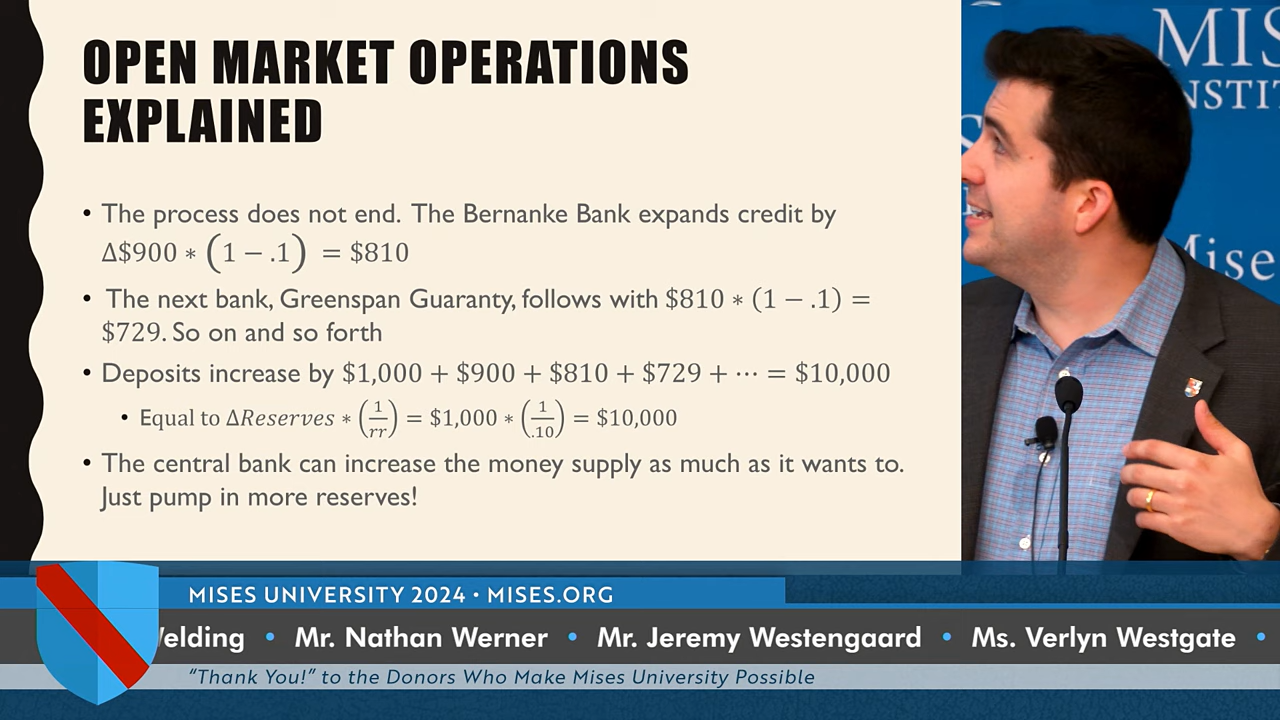 OPEN MARKET OPERATIONS
EXPLAINED
• The process does not end. The Bernanke Bank expands credit by
Δ$900 * (1 − .1) = $810
• The next bank, Greenspan Guaranty, follows with $810 * (1 − .1) =
$729. So on and so forth
• Deposits increase by $1,000 + $900 + $810 + $729 + ⋯ = $10,000
• Equal to ΔReserves * (1/rr) = $1,000 * (1/.10) = $10,000
• The central bank can increase the money supply as much as it wants to.
Just pump in more reserves!
MISES UNIVERSITY 2024 • MISES.ORG
• Mr. Nathan Werner • Mr. Jeremy Westengaard • Ms. Verlyn Westgate •
"Thank You!" to the Donors Who Make Mises University Possible